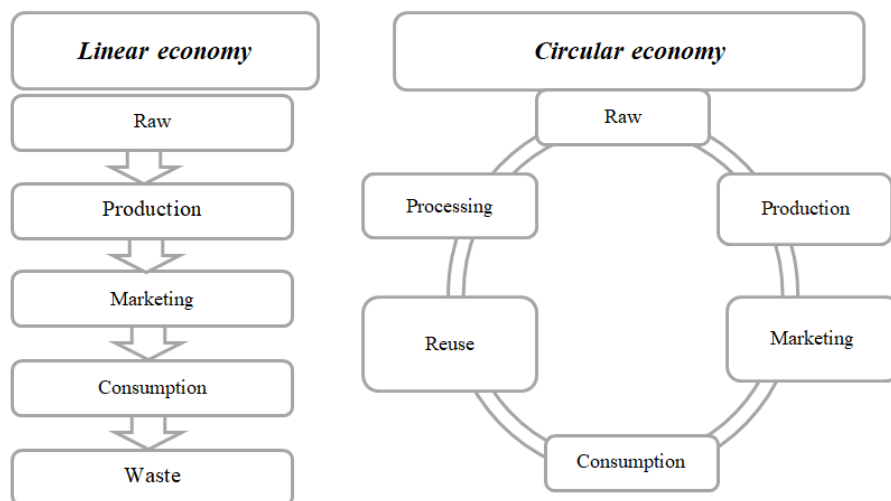 Linear economy
Raw
Production
Marketing
Consumption
Waste
Circular economy
Raw
Production
Marketing
Consumption
Reuse
Processing